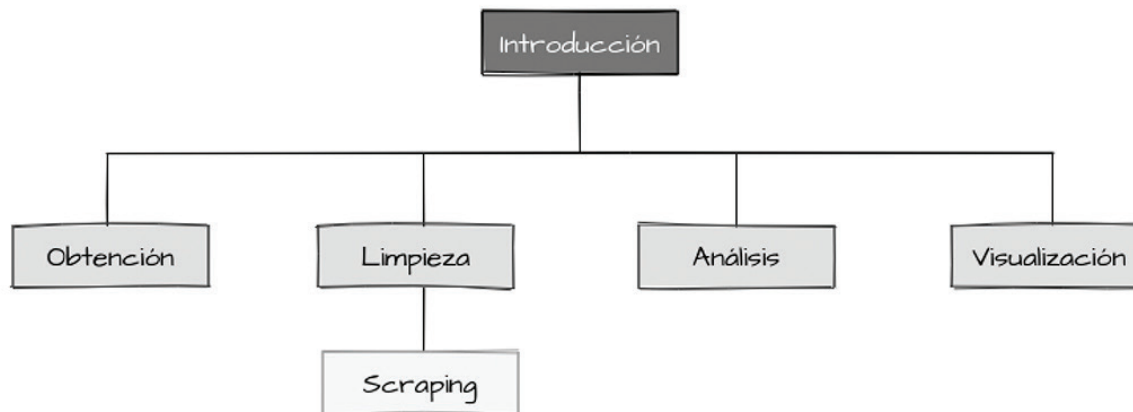 Introducción
Obtención
Limpieza
Análisis
Visualización
Scraping